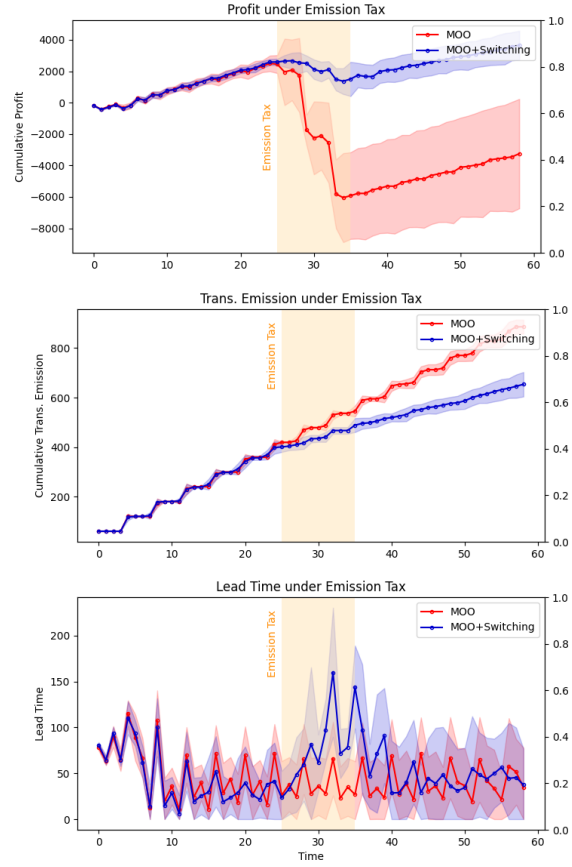 Profit under Emission Tax
MOO
MOO+Switching
Emission Tax
Cumulative Profit
4000
2000
0
−2000
−4000
−6000
−8000
1.0
0.8
0.6
0.4
0.2
0.0
0 10 20 30 40 50 60
Trans. Emission under Emission Tax
MOO
MOO+Switching
Emission Tax
Cumulative Trans. Emission
800
600
400
200
1.0
0.8
0.6
0.4
0.2
0.0
0 10 20 30 40 50 60
Lead Time under Emission Tax
MOO
MOO+Switching
Emission Tax
Lead Time
200
150
100
50
0
1.0
0.8
0.6
0.4
0.2
0.0
0 10 20 30 40 50 60
Time